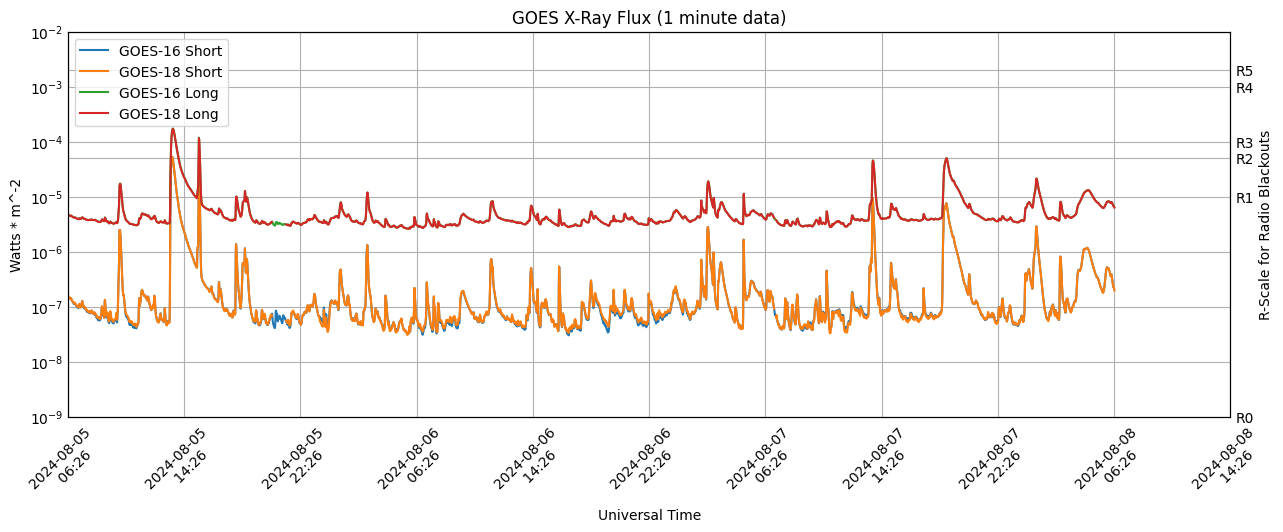 GOES X-Ray Flux (1 minute data)
GOES-16 Short
GOES-18 Short
GOES-16 Long
GOES-18 Long
10^-2
10^-3
10^-4
10^-5
10^-6
10^-7
10^-8
10^-9
Watts * m^-2
R5
R4
R3
R2
R1
R0
R-Scale for Radio Blackouts
2024-08-05
06:26
2024-08-05
14:26
2024-08-05
22:26
2024-08-06
06:26
2024-08-06
14:26
2024-08-06
22:26
2024-08-07
06:26
2024-08-07
14:26
2024-08-07
22:26
2024-08-08
06:26
2024-08-08
14:26
Universal Time